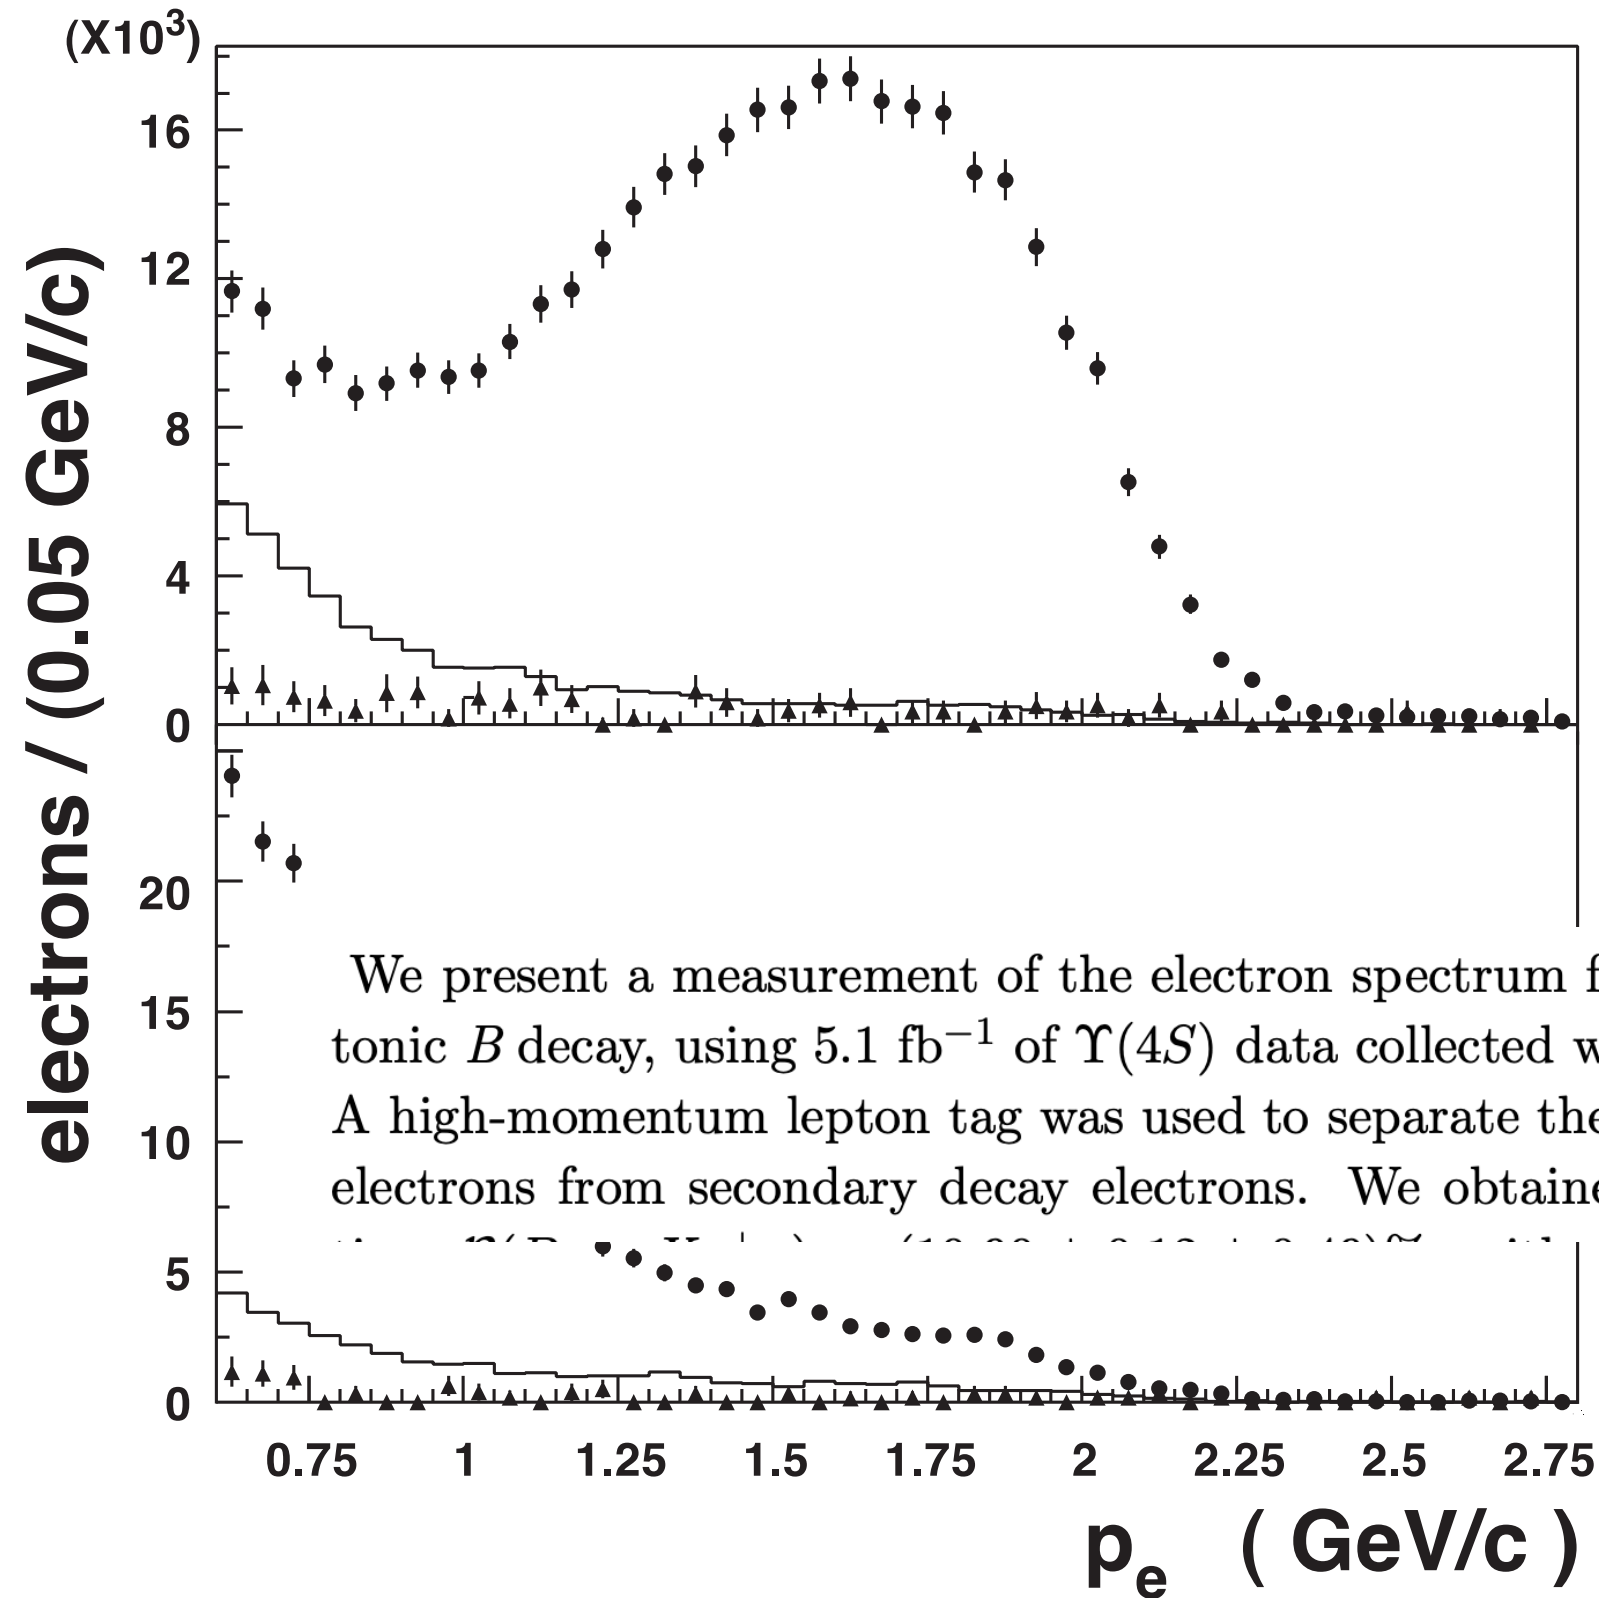 (X10³)
16
12
8
4
0
20
15
10
5
0
electrons / (0.05 GeV/c)
We present a measurement of the electron spectrum
tonic B decay, using 5.1 fb⁻¹ of ϒ(4S) data collected
A high-momentum lepton tag was used to separate the
electrons from secondary decay electrons. We
0.75 1 1.25 1.5 1.75 2 2.25 2.5 2.75
pₑ ( GeV/c )